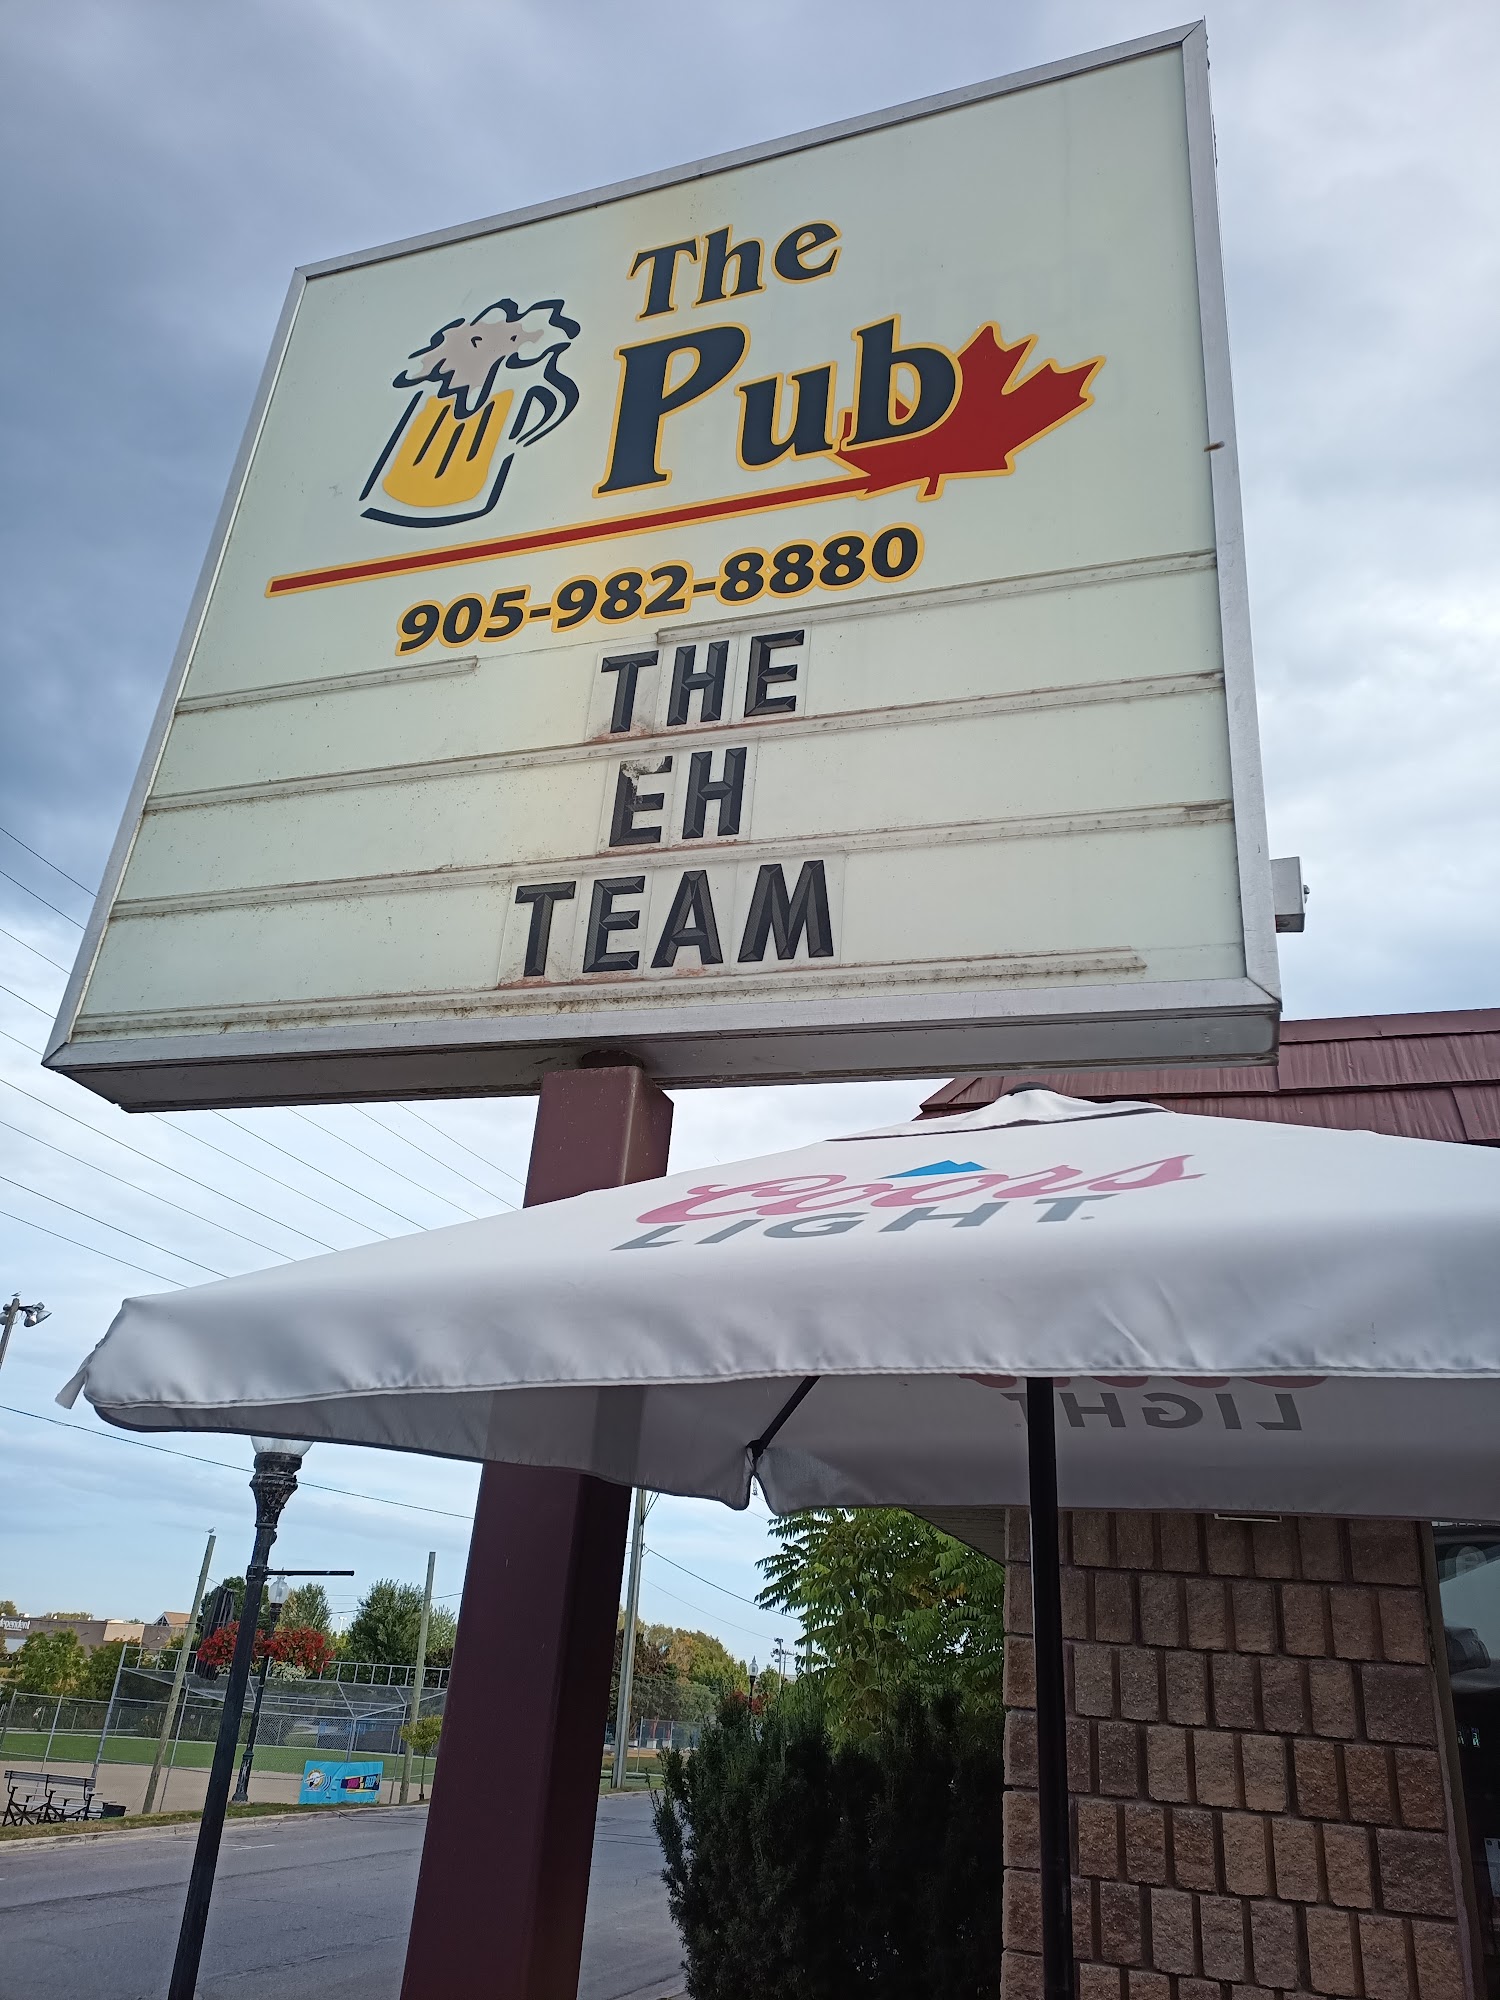 The
Pub
905-982-8880
THE
EH
TEAM
Coors
LIGHT
LIGHT